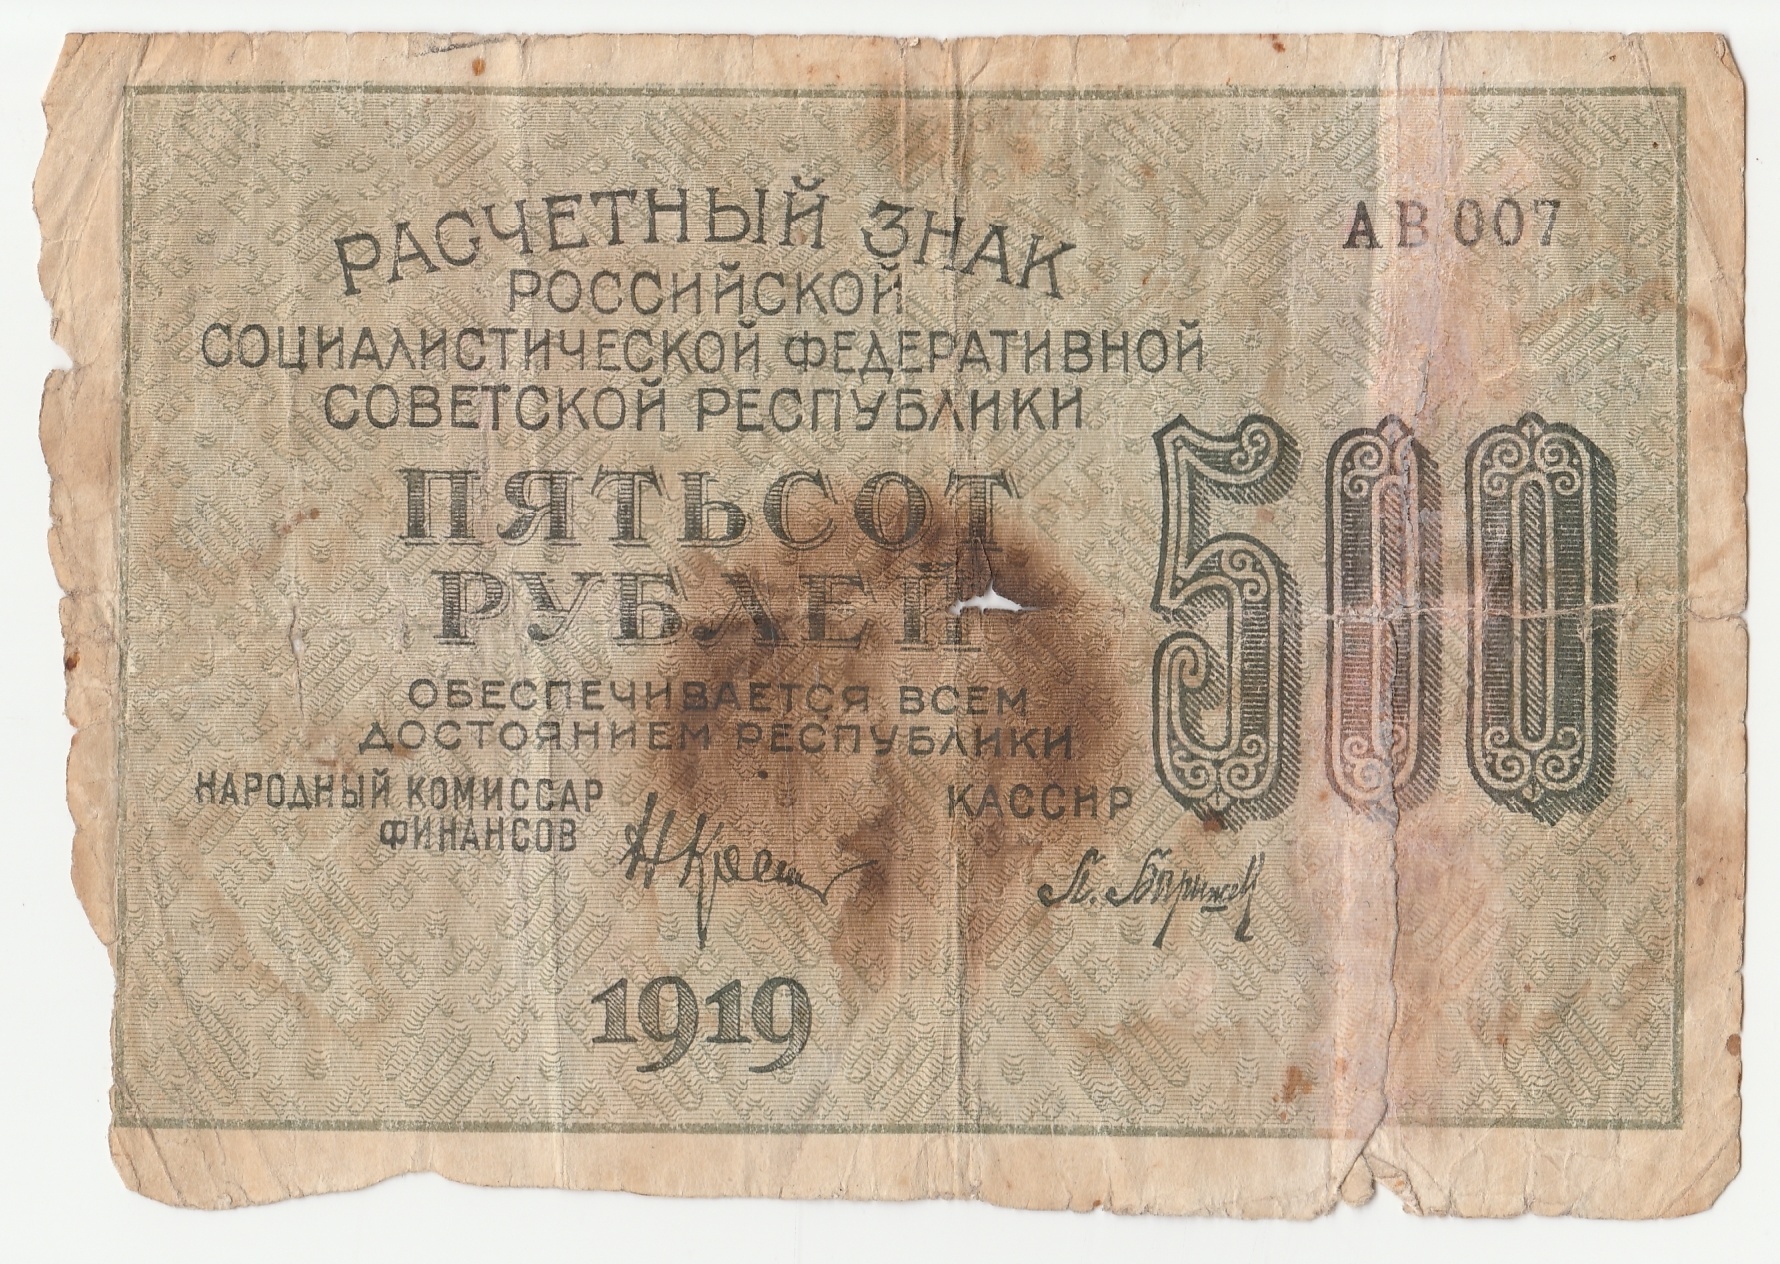 РАСЧЕТНЫЙ ЗНАК
АВ 007
РОССИЙСКОЙ
СОЦИАЛИСТИЧЕСКОЙ ФЕДЕРАТИВНОЙ
СОВЕТСКОЙ РЕСПУБЛИКИ
ПЯТЬСОТ
РУБЛЕЙ
500
ОБЕСПЕЧИВАЕТСЯ ВСЕМ
ДОСТОЯНИЕМ РЕСПУБЛИКИ
НАРОДНЫЙ КОМИССАР
ФИНАНСОВ
КАССИР
1919